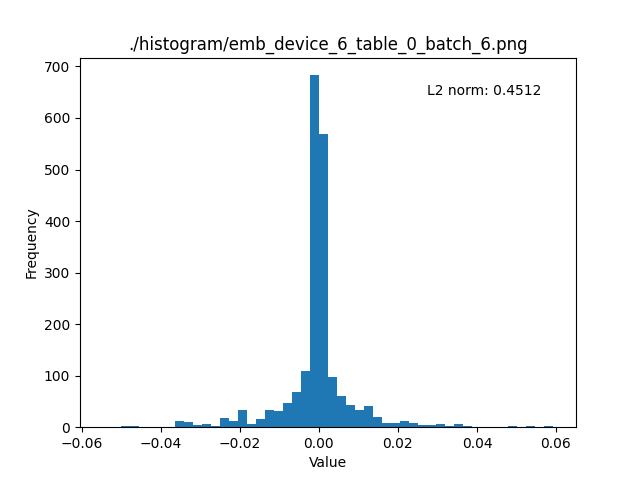 ./histogram/emb_device_6_table_0_batch_6.png
L2 norm: 0.4512
700
600
500
400
300
200
100
0
Frequency
−0.06 −0.04 −0.02 0.00 0.02 0.04 0.06
Value